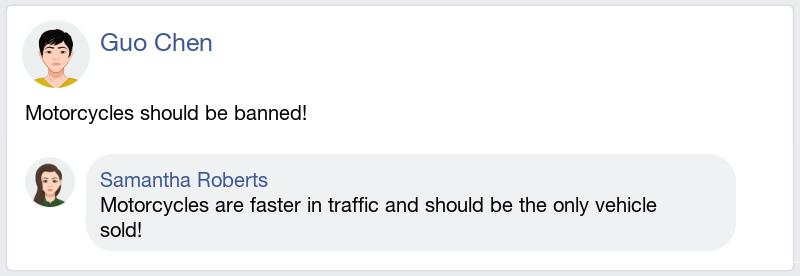 Guo Chen
Motorcycles should be banned!
Samantha Roberts
Motorcycles are faster in traffic and should be the only vehicle
sold!